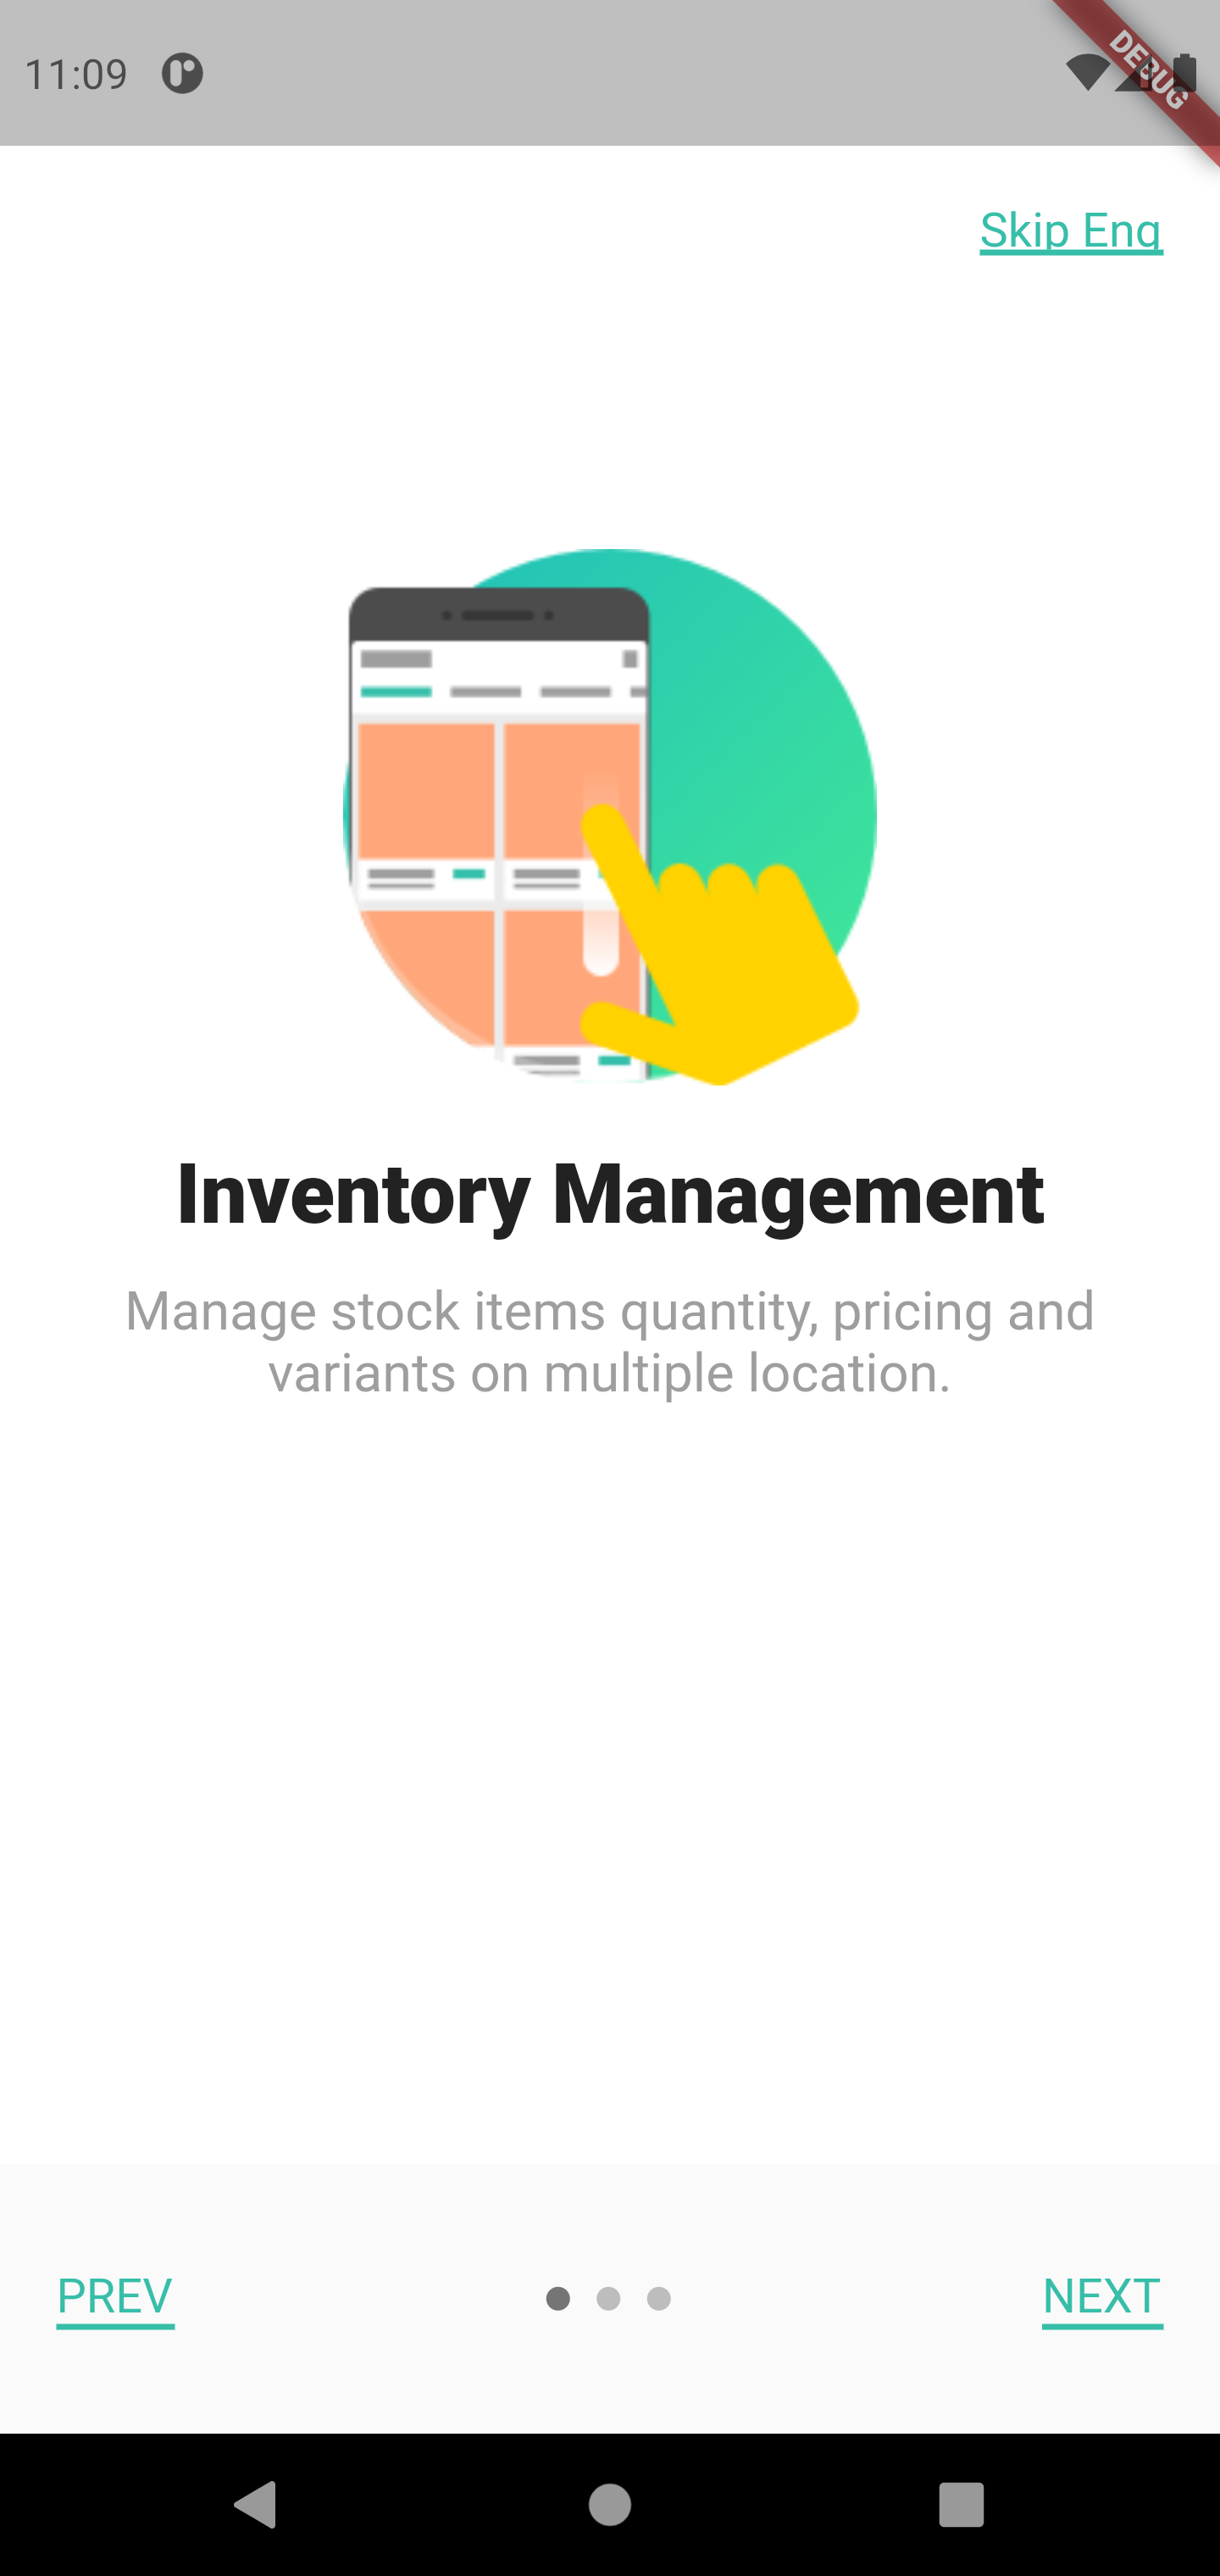 11:09
DEBUG
Skip Eng
Inventory Management
Manage stock items quantity, pricing and
variants on multiple location.
PREV
NEXT